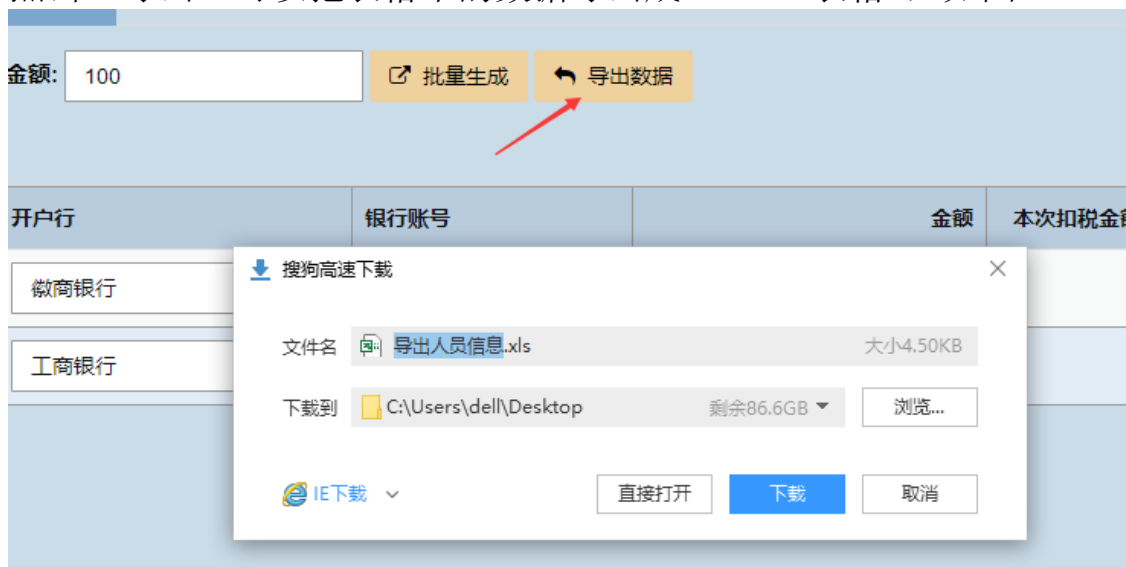 金额: 100 批量生成 导出数据
开户行 银行账号 金额 本次扣税金
徽商银行
工商银行
搜狗高速下载
文件名 导出人员信息.xls 大小4.50KB
下载到 C:\Users\dell\Desktop 剩余86.6GB 浏览...
IE下载 直接打开 下载 取消